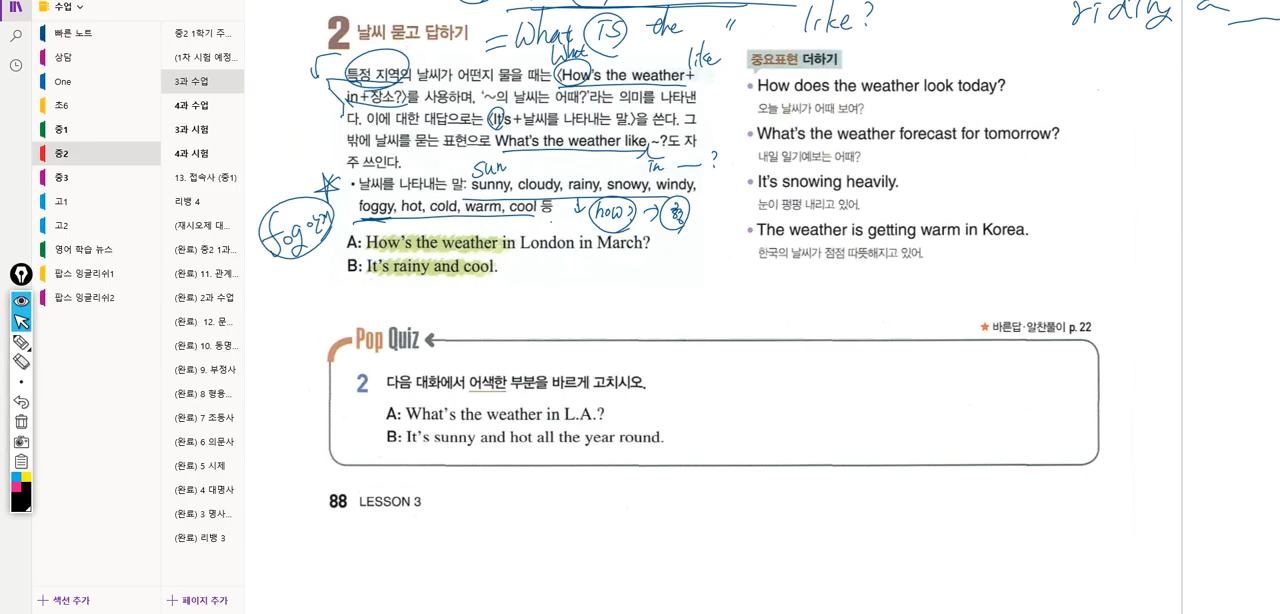 수업
빠른 노트
상담
One
초6
중1
중2
중3
고1
고2
영어 학습 뉴스
팝스 잉글리쉬1
팝스 잉글리쉬2
+ 색션 추가
중2 1학기 주...
(1차 시험 예정...
3과 수업
4과 수업
3과 시험
4과 시험
13. 접속사 (중1)
리뱅 4
(재시오제 대...
(완료) 중2 1과...
(완료) 11. 관계...
(완료) 2과 수업
(완료) 12. 문...
(완료) 10. 동명...
(완료) 9. 부정사
(완료) 8 형용...
(완료) 7 조동사
(완료) 6 의문사
(완료) 5 시제
(완료) 4 대명사
(완료) 3 명사...
(완료) 리뱅 3
+ 페이지 추가
= What is the " like?
riding a
2 날씨 묻고 답하기
What
like
특정 지역의 날씨가 어떤지 물을 때는 〈How's the weather+
in+장소?〉를 사용하며, '~의 날씨는 어때?'라는 의미를 나타낸
다. 이에 대한 대답으로는 〈It's+날씨를 나타내는 말.〉을 쓴다. 그
밖에 날씨를 묻는 표현으로 What's the weather like ~?도 자
주 쓰인다.
in ?
sun
• 날씨를 나타내는 말: sunny, cloudy, rainy, snowy, windy,
foggy, hot, cold, warm, cool 등
fog 안개
how?
A: How's the weather in London in March?
B: It's rainy and cool.
중요표현 더하기
• How does the weather look today?
오늘 날씨가 어때 보여?
• What's the weather forecast for tomorrow?
내일 일기예보는 어때?
• It's snowing heavily.
눈이 펑펑 내리고 있어.
• The weather is getting warm in Korea.
한국의 날씨가 점점 따뜻해지고 있어.
★ 바른답·알찬풀이 p. 22
Pop Quiz
2 다음 대화에서 어색한 부분을 바르게 고치시오.
A: What's the weather in L.A.?
B: It's sunny and hot all the year round.
88 LESSON 3